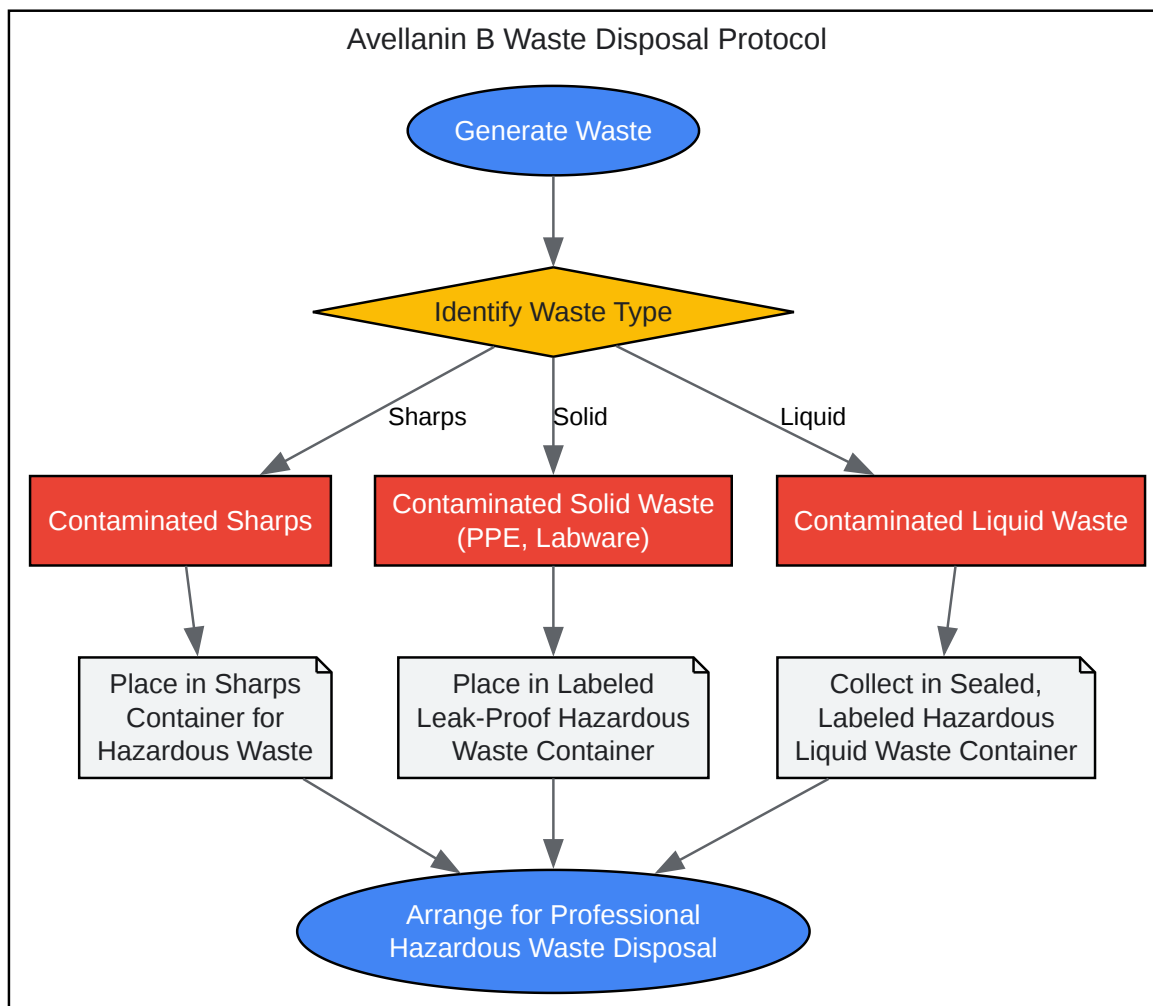 Avellanin B Waste Disposal Protocol
Generate Waste
Identify Waste Type
Sharps
Solid
Liquid
Contaminated Sharps
Contaminated Solid Waste
(PPE, Labware)
Contaminated Liquid Waste
Place in Sharps
Container for
Hazardous Waste
Place in Labeled
Leak-Proof Hazardous
Waste Container
Collect in Sealed,
Labeled Hazardous
Liquid Waste Container
Arrange for Professional
Hazardous Waste Disposal